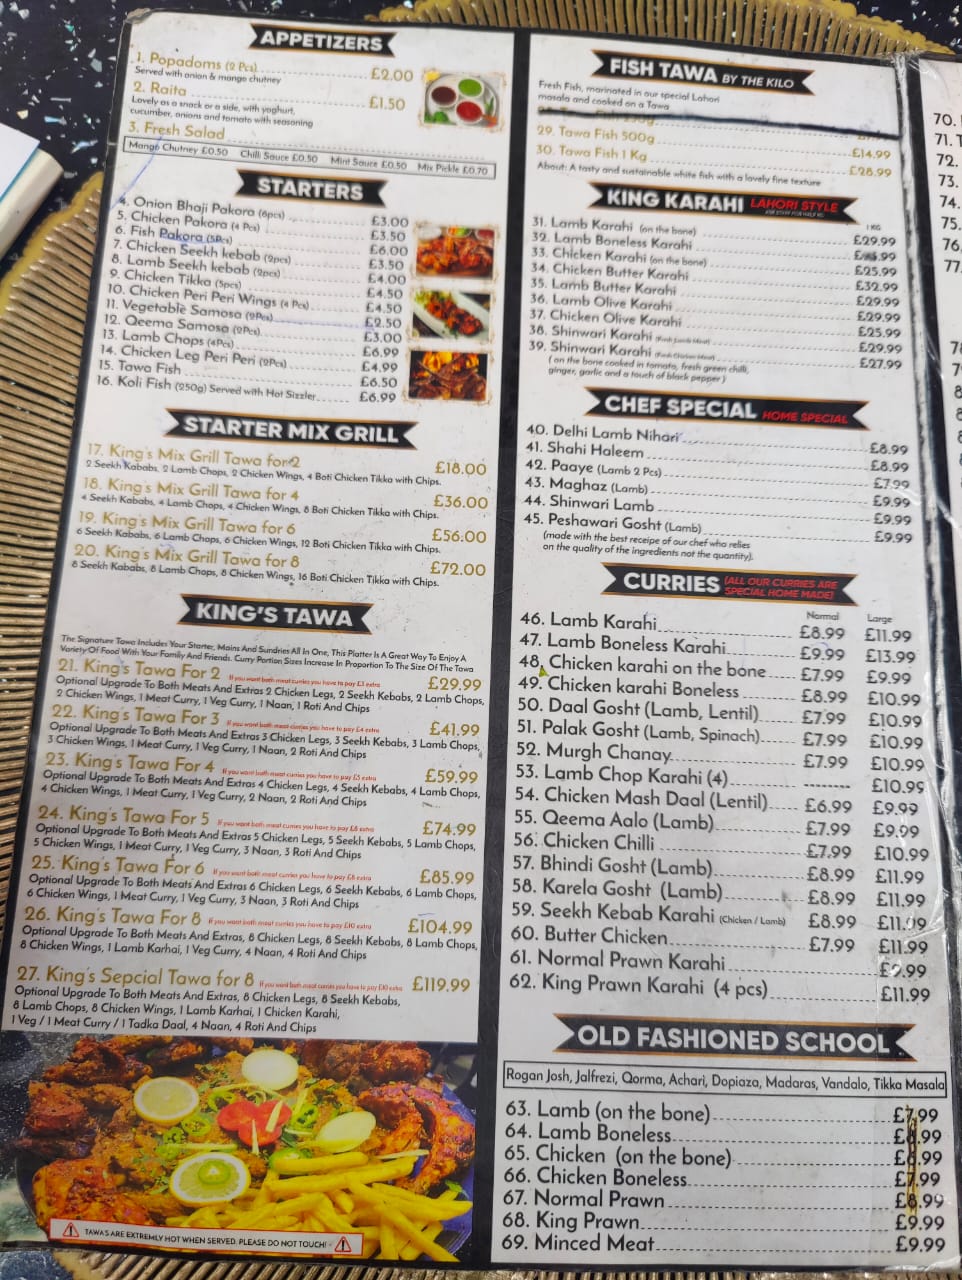 APPETIZERS
1. Popadoms (2 Pcs) £2.00
Served with onion & mango chutney
2. Raita £1.50
Lovely as a snack or a side, with yoghurt,
cucumber, onions and tomato with seasoning
3. Fresh Salad
Mango Chutney £0.50 Chilli Sauce £0.50 Mint Sauce £0.50 Mix Pickle £0.70
STARTERS
4. Onion Bhaji Pakora (6pcs) £3.00
5. Chicken Pakora (4 Pcs) £3.50
6. Fish Pakora (5Pcs) £6.00
7. Chicken Seekh kebab (2pcs) £3.50
8. Lamb Seekh kebab (2pcs) £4.00
9. Chicken Tikka (5pcs) £4.50
10. Chicken Peri Peri Wings (4 Pcs) £4.50
11. Vegetable Samosa (2Pcs) £2.50
12. Qeema Samosa (2Pcs) £3.00
13. Lamb Chops (4Pcs) £6.99
14. Chicken Leg Peri Peri (2Pcs) £4.99
15. Tawa Fish £6.50
16. Koli Fish (250g) Served with Hot Sizzler £6.99
STARTER MIX GRILL
17. King's Mix Grill Tawa for 2 £18.00
2 Seekh Kababs, 2 Lamb Chops, 2 Chicken Wings, 4 Boti Chicken Tikka with Chips.
18. King's Mix Grill Tawa for 4 £36.00
4 Seekh Kababs, 4 Lamb Chops, 4 Chicken Wings, 8 Boti Chicken Tikka with Chips.
19. King's Mix Grill Tawa for 6 £56.00
6 Seekh Kababs, 6 Lamb Chops, 6 Chicken Wings, 12 Boti Chicken Tikka with Chips.
20. King's Mix Grill Tawa for 8 £72.00
8 Seekh Kababs, 8 Lamb Chops, 8 Chicken Wings, 16 Boti Chicken Tikka with Chips.
KING'S TAWA
The Signature Tawa Includes Your Starter, Mains And Sundries All In One, This Platter Is A Great Way To Enjoy A
Variety Of Food With Your Family And Friends. Curry Portion Sizes Increase In Proportion To The Size Of The Tawa
21. King's Tawa For 2 If you want both meat curries you have to pay £3 extra £29.99
Optional Upgrade To Both Meats And Extras 2 Chicken Legs, 2 Seek Kebabs, 2 Lamb Chops,
2 Chicken Wings, 1 Meat Curry, 1 Veg Curry, 1 Naan, 1 Roti And Chips
22. King's Tawa For 3 If you want both meat curries you have to pay £4 extra £41.99
Optional Upgrade To Both Meats And Extras 3 Chicken Legs, 3 Seek Kebabs, 3 Lamb Chops,
3 Chicken Wings, 1 Meat Curry, 1 Veg Curry, 1 Naan, 2 Roti And Chips
23. King's Tawa For 4 If you want both meat curries you have to pay £5 extra £59.99
Optional Upgrade To Both Meats And Extras 4 Chicken Legs, 4 Seek Kebabs, 4 Lamb Chops,
4 Chicken Wings, 1 Meat Curry, 1 Veg Curry, 2 Naan, 2 Roti And Chips
24. King's Tawa For 5 If you want both meat curries you have to pay £8 extra £74.99
Optional Upgrade To Both Meats And Extras 5 Chicken Legs, 5 Seek Kebabs, 5 Lamb Chops,
5 Chicken Wings, 1 Meat Curry, 1 Veg Curry, 3 Naan, 3 Roti And Chips
25. King's Tawa For 6 If you want both meat curries you have to pay £8 extra £85.99
Optional Upgrade To Both Meats And Extras 6 Chicken Legs, 6 Seek Kebabs, 6 Lamb Chops,
6 Chicken Wings, 1 Meat Curry, 1 Veg Curry, 3 Naan, 3 Roti And Chips
26. King's Tawa For 8 If you want both meat curries you have to pay £10 extra £104.99
Optional Upgrade To Both Meats And Extras, 8 Chicken Legs, 8 Seek Kebabs, 8 Lamb Chops,
8 Chicken Wings, 1 Lamb Karhai, 1 Veg Curry, 4 Naan, 4 Roti And Chips
27. King's Sepcial Tawa for 8 If you want both meat curries you have to pay £10 extra £119.99
Optional Upgrade To Both Meats And Extras, 8 Chicken Legs, 8 Seek Kebabs,
8 Lamb Chops, 8 Chicken Wings, 1 Lamb Karhai, 1 Chicken Karahi,
1 Veg / 1 Meat Curry / 1 Tadka Daal, 4 Naan, 4 Roti And Chips
TAWA'S ARE EXTREMLY HOT WHEN SERVED. PLEASE DO NOT TOUCH!
FISH TAWA BY THE KILO
Fresh Fish, marinated in our special Lahori
masala and cooked on a Tawa
29. Tawa Fish 500g £14.99
30. Tawa Fish 1 Kg £28.99
About: A tasty and sustainable white fish with a lovely fine texture
KING KARAHI LAHORI STYLE
1 KG
31. Lamb Karahi (on the bone) £29.99
32. Lamb Boneless Karahi
33. Chicken Karahi (on the bone) £25.99
34. Chicken Butter Karahi £32.99
35. Lamb Butter Karahi £29.99
36. Lamb Olive Karahi £29.99
37. Chicken Olive Karahi £25.99
38. Shinwari Karahi (Fresh Lamb Meat) £29.99
39. Shinwari Karahi (Fresh Chicken Meat) £27.99
(on the bone cooked in tomato, fresh green chilli,
ginger, garlic and a touch of black pepper)
CHEF SPECIAL HOME SPECIAL
40. Delhi Lamb Nihari £8.99
41. Shahi Haleem £8.99
42. Paaye (Lamb 2 Pcs) £7.99
43. Maghaz (Lamb) £9.99
44. Shinwari Lamb £9.99
45. Peshawari Gosht (Lamb) £9.99
(made with the best receipe of our chef who relies
on the quality of the ingredients not the quantity).
CURRIES (ALL OUR CURRIES ARE
SPECIAL HOME MADE)
Normal Large
46. Lamb Karahi £8.99 £11.99
47. Lamb Boneless Karahi £9.99 £13.99
48. Chicken karahi on the bone £7.99 £9.99
49. Chicken karahi Boneless £8.99 £10.99
50. Daal Gosht (Lamb, Lentil) £7.99 £10.99
51. Palak Gosht (Lamb, Spinach) £7.99 £10.99
52. Murgh Chanay £7.99 £10.99
53. Lamb Chop Karahi (4) £10.99
54. Chicken Mash Daal (Lentil) £6.99 £9.99
55. Qeema Aalo (Lamb) £7.99 £9.99
56. Chicken Chilli £7.99 £10.99
57. Bhindi Gosht (Lamb) £8.99 £11.99
58. Karela Gosht (Lamb) £8.99 £11.99
59. Seekh Kebab Karahi (Chicken / Lamb) £8.99 £11.99
60. Butter Chicken £7.99 £11.99
61. Normal Prawn Karahi £9.99
62. King Prawn Karahi (4 pcs) £11.99
OLD FASHIONED SCHOOL
Rogan Josh, Jalfrezi, Qorma, Achari, Dopiaza, Madaras, Vandalo, Tikka Masala
63. Lamb (on the bone) £7.99
64. Lamb Boneless £8.99
65. Chicken (on the bone) £6.99
66. Chicken Boneless £7.99
67. Normal Prawn £8.99
68. King Prawn £9.99
69. Minced Meat £9.99
70.
71.
72.
73.
74.
75.
76.
77.